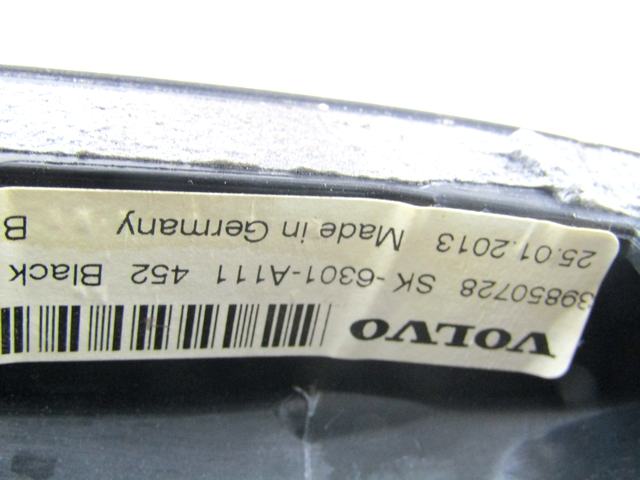 VOLVO
39850728 SK -6301-A111 452 Black
25.01.2013 Made in Germany B